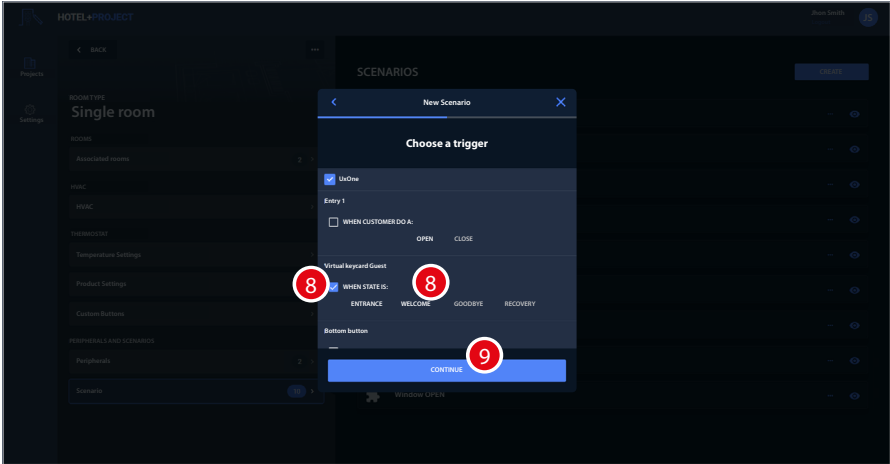 HOTEL+PROJECT
Jhon Smith
JS
BACK
Projects
SCENARIOS
CREATE
ROOM TYPE
Single room
Settings
ROOMS
Associated rooms 2
HVAC
HVAC
THERMOSTAT
Temperature Settings
Product Settings
Custom Buttons
PERIPHERALS AND SCENARIOS
Peripherals 2
Scenario 10
New Scenario
Choose a trigger
UxOne
Entry 1
WHEN CUSTOMER DO A:
OPEN CLOSE
Virtual keycard Guest
8 WHEN STATE IS: 8
ENTRANCE WELCOME GOODBYE RECOVERY
Bottom button
9
CONTINUE
Window OPEN